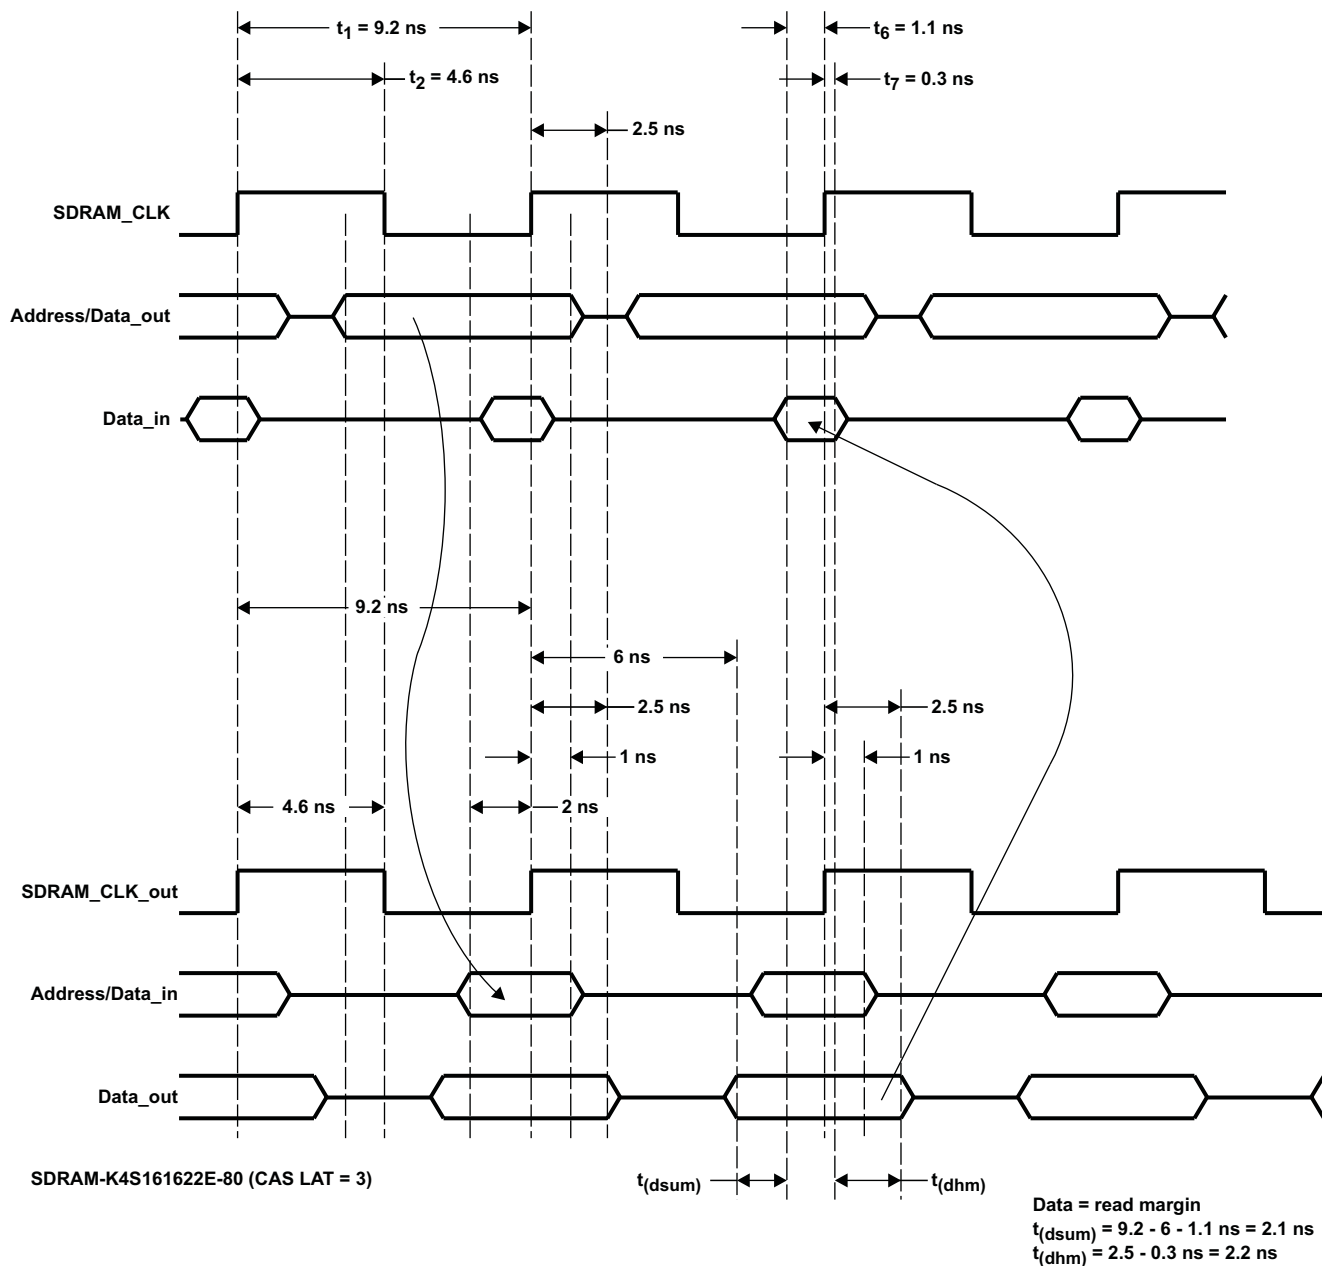 t1 = 9.2 ns
t6 = 1.1 ns
t2 = 4.6 ns
t7 = 0.3 ns
2.5 ns
SDRAM_CLK
Address/Data_out
Data_in
9.2 ns
6 ns
2.5 ns
2.5 ns
1 ns
1 ns
4.6 ns
2 ns
SDRAM_CLK_out
Address/Data_in
Data_out
SDRAM-K4S161622E-80 (CAS LAT = 3)
t(dsum)
t(dhm)
Data = read margin
t(dsum) = 9.2 - 6 - 1.1 ns = 2.1 ns
t(dhm) = 2.5 - 0.3 ns = 2.2 ns